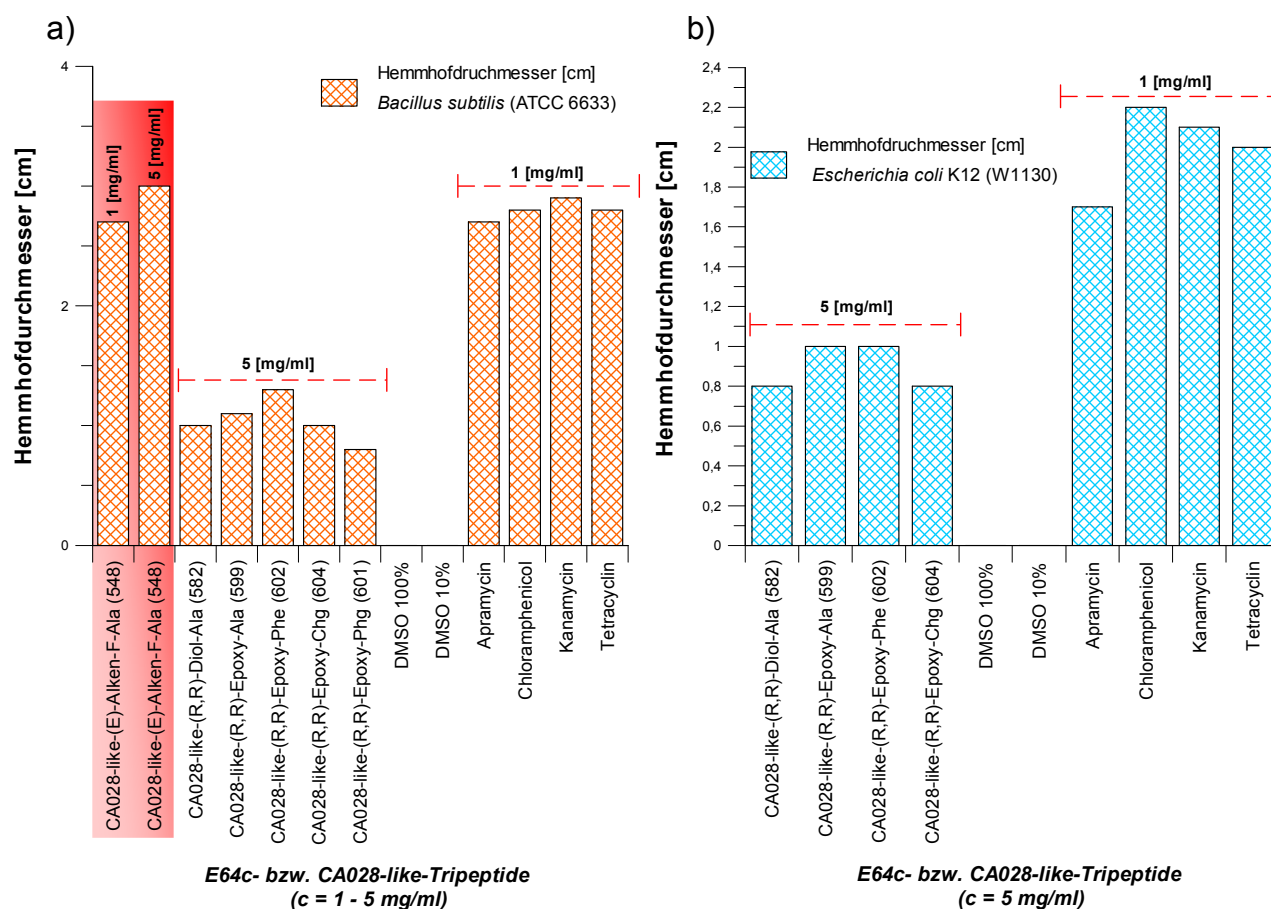 a)
4
2
0
Hemmhofdurchmesser [cm]
Hemmhofdruchmesser [cm]
Bacillus subtilis (ATCC 6633)
1 [mg/ml]
5 [mg/ml]
5 [mg/ml]
1 [mg/ml]
CA028-like-(E)-Alken-F-Ala (548)
CA028-like-(E)-Alken-F-Ala (548)
CA028-like-(R,R)-Diol-Ala (582)
CA028-like-(R,R)-Epoxy-Ala (599)
CA028-like-(R,R)-Epoxy-Phe (602)
CA028-like-(R,R)-Epoxy-Chg (604)
CA028-like-(R,R)-Epoxy-Phg (601)
DMSO 100%
DMSO 10%
Apramycin
Chloramphenicol
Kanamycin
Tetracyclin
E64c- bzw. CA028-like-Tripeptide
(c = 1 - 5 mg/ml)
b)
2,4
2,2
2
1,8
1,6
1,4
1,2
1
0,8
0,6
0,4
0,2
0
Hemmhofdurchmesser [cm]
1 [mg/ml]
Hemmhofdruchmesser [cm]
Escherichia coli K12 (W1130)
5 [mg/ml]
CA028-like-(R,R)-Diol-Ala (582)
CA028-like-(R,R)-Epoxy-Ala (599)
CA028-like-(R,R)-Epoxy-Phe (602)
CA028-like-(R,R)-Epoxy-Chg (604)
DMSO 100%
DMSO 10%
Apramycin
Chloramphenicol
Kanamycin
Tetracyclin
E64c- bzw. CA028-like-Tripeptide
(c = 5 mg/ml)